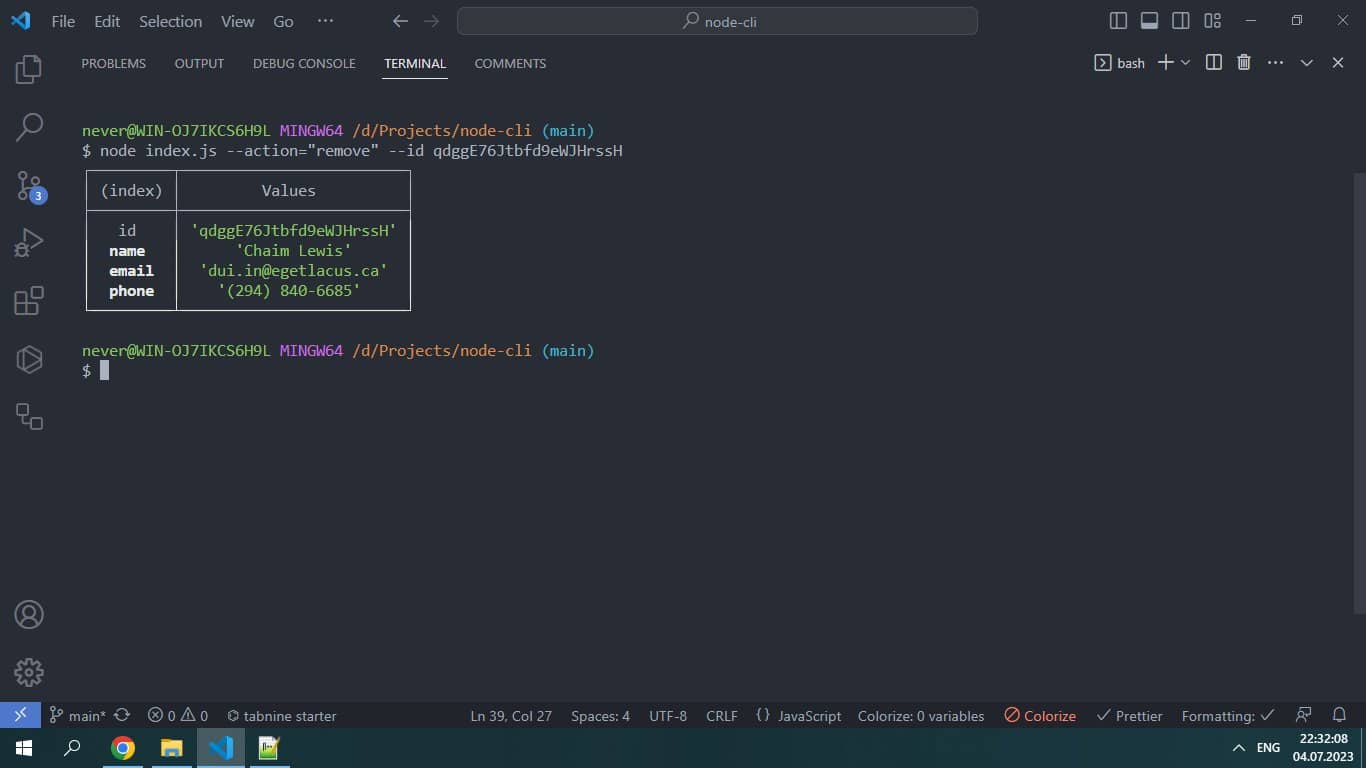 File Edit Selection View Go ··· node-cli
PROBLEMS OUTPUT DEBUG CONSOLE TERMINAL COMMENTS bash
never@WIN-OJ7IKCS6H9L MINGW64 /d/Projects/node-cli (main)
$ node index.js --action="remove" --id qdggE76Jtbfd9eWJHrssH
(index) Values
id 'qdggE76Jtbfd9eWJHrssH'
name 'Chaim Lewis'
email 'dui.in@egetlacus.ca'
phone '(294) 840-6685'
never@WIN-OJ7IKCS6H9L MINGW64 /d/Projects/node-cli (main)
$
3
main* 0 0 tabnine starter Ln 39, Col 27 Spaces: 4 UTF-8 CRLF {} JavaScript Colorize: 0 variables Colorize Prettier Formatting:
ENG 22:32:08
04.07.2023